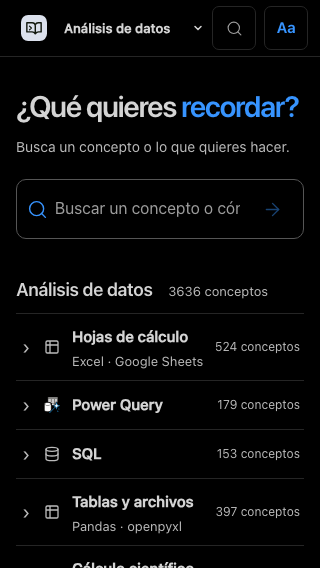 Análisis de datos
Aa
¿Qué quieres recordar?
Busca un concepto o lo que quieres hacer.
Buscar un concepto o cór
Análisis de datos 3636 conceptos
Hojas de cálculo 524 conceptos
Excel · Google Sheets
Power Query 179 conceptos
SQL 153 conceptos
Tablas y archivos 397 conceptos
Pandas · openpyxl
Cálculo científico